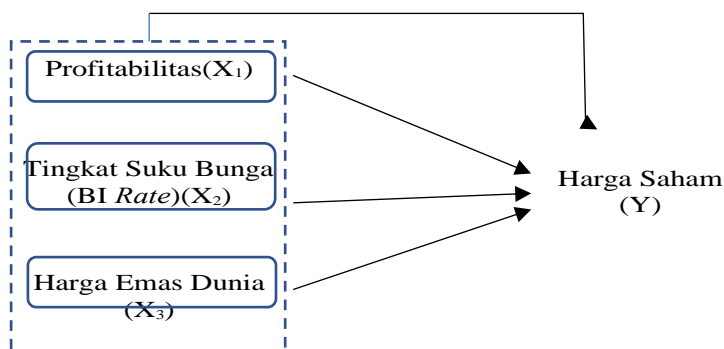 Profitabilitas(X₁)
Tingkat Suku Bunga
(BI Rate)(X₂)
Harga Emas Dunia
(X₃)
Harga Saham
(Y)